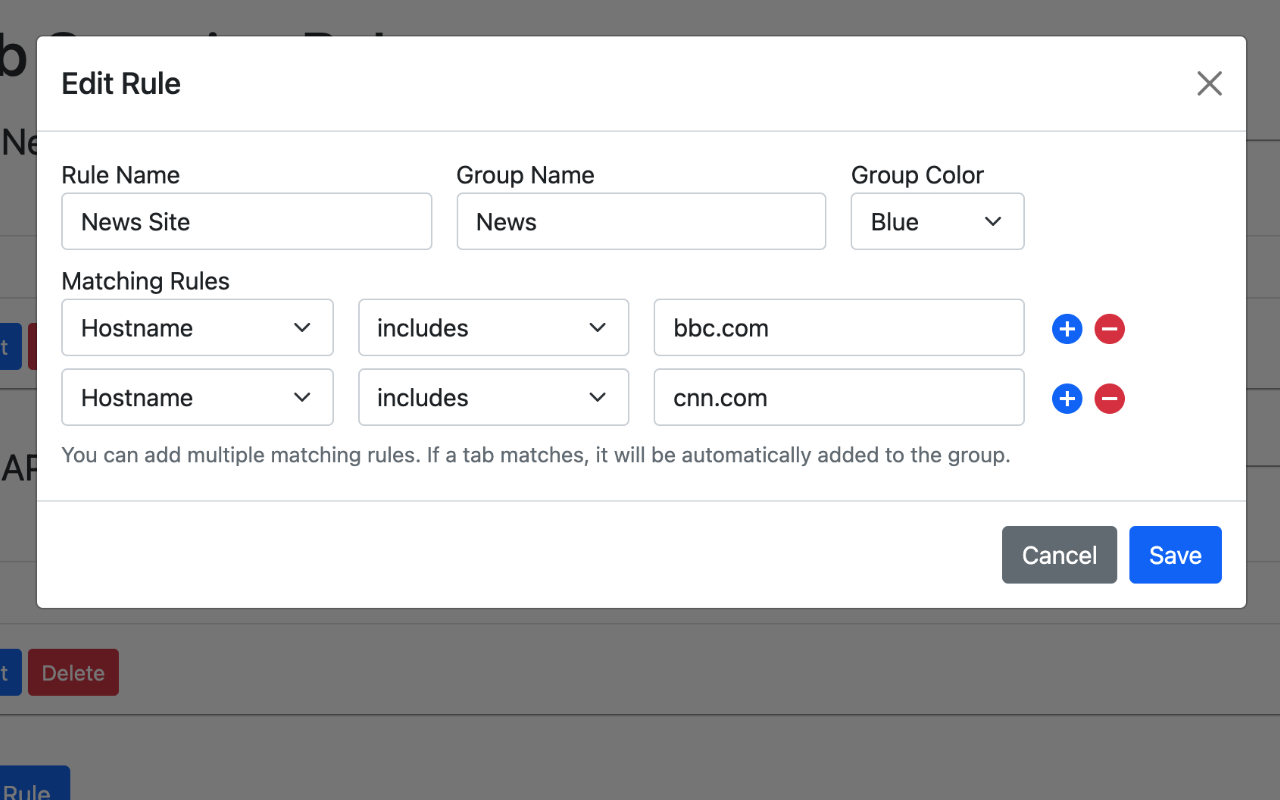 Edit Rule
Rule Name Group Name Group Color
News Site News Blue
Matching Rules
Hostname includes bbc.com
Hostname includes cnn.com
You can add multiple matching rules. If a tab matches, it will be automatically added to the group.
Cancel Save
Delete
Rule